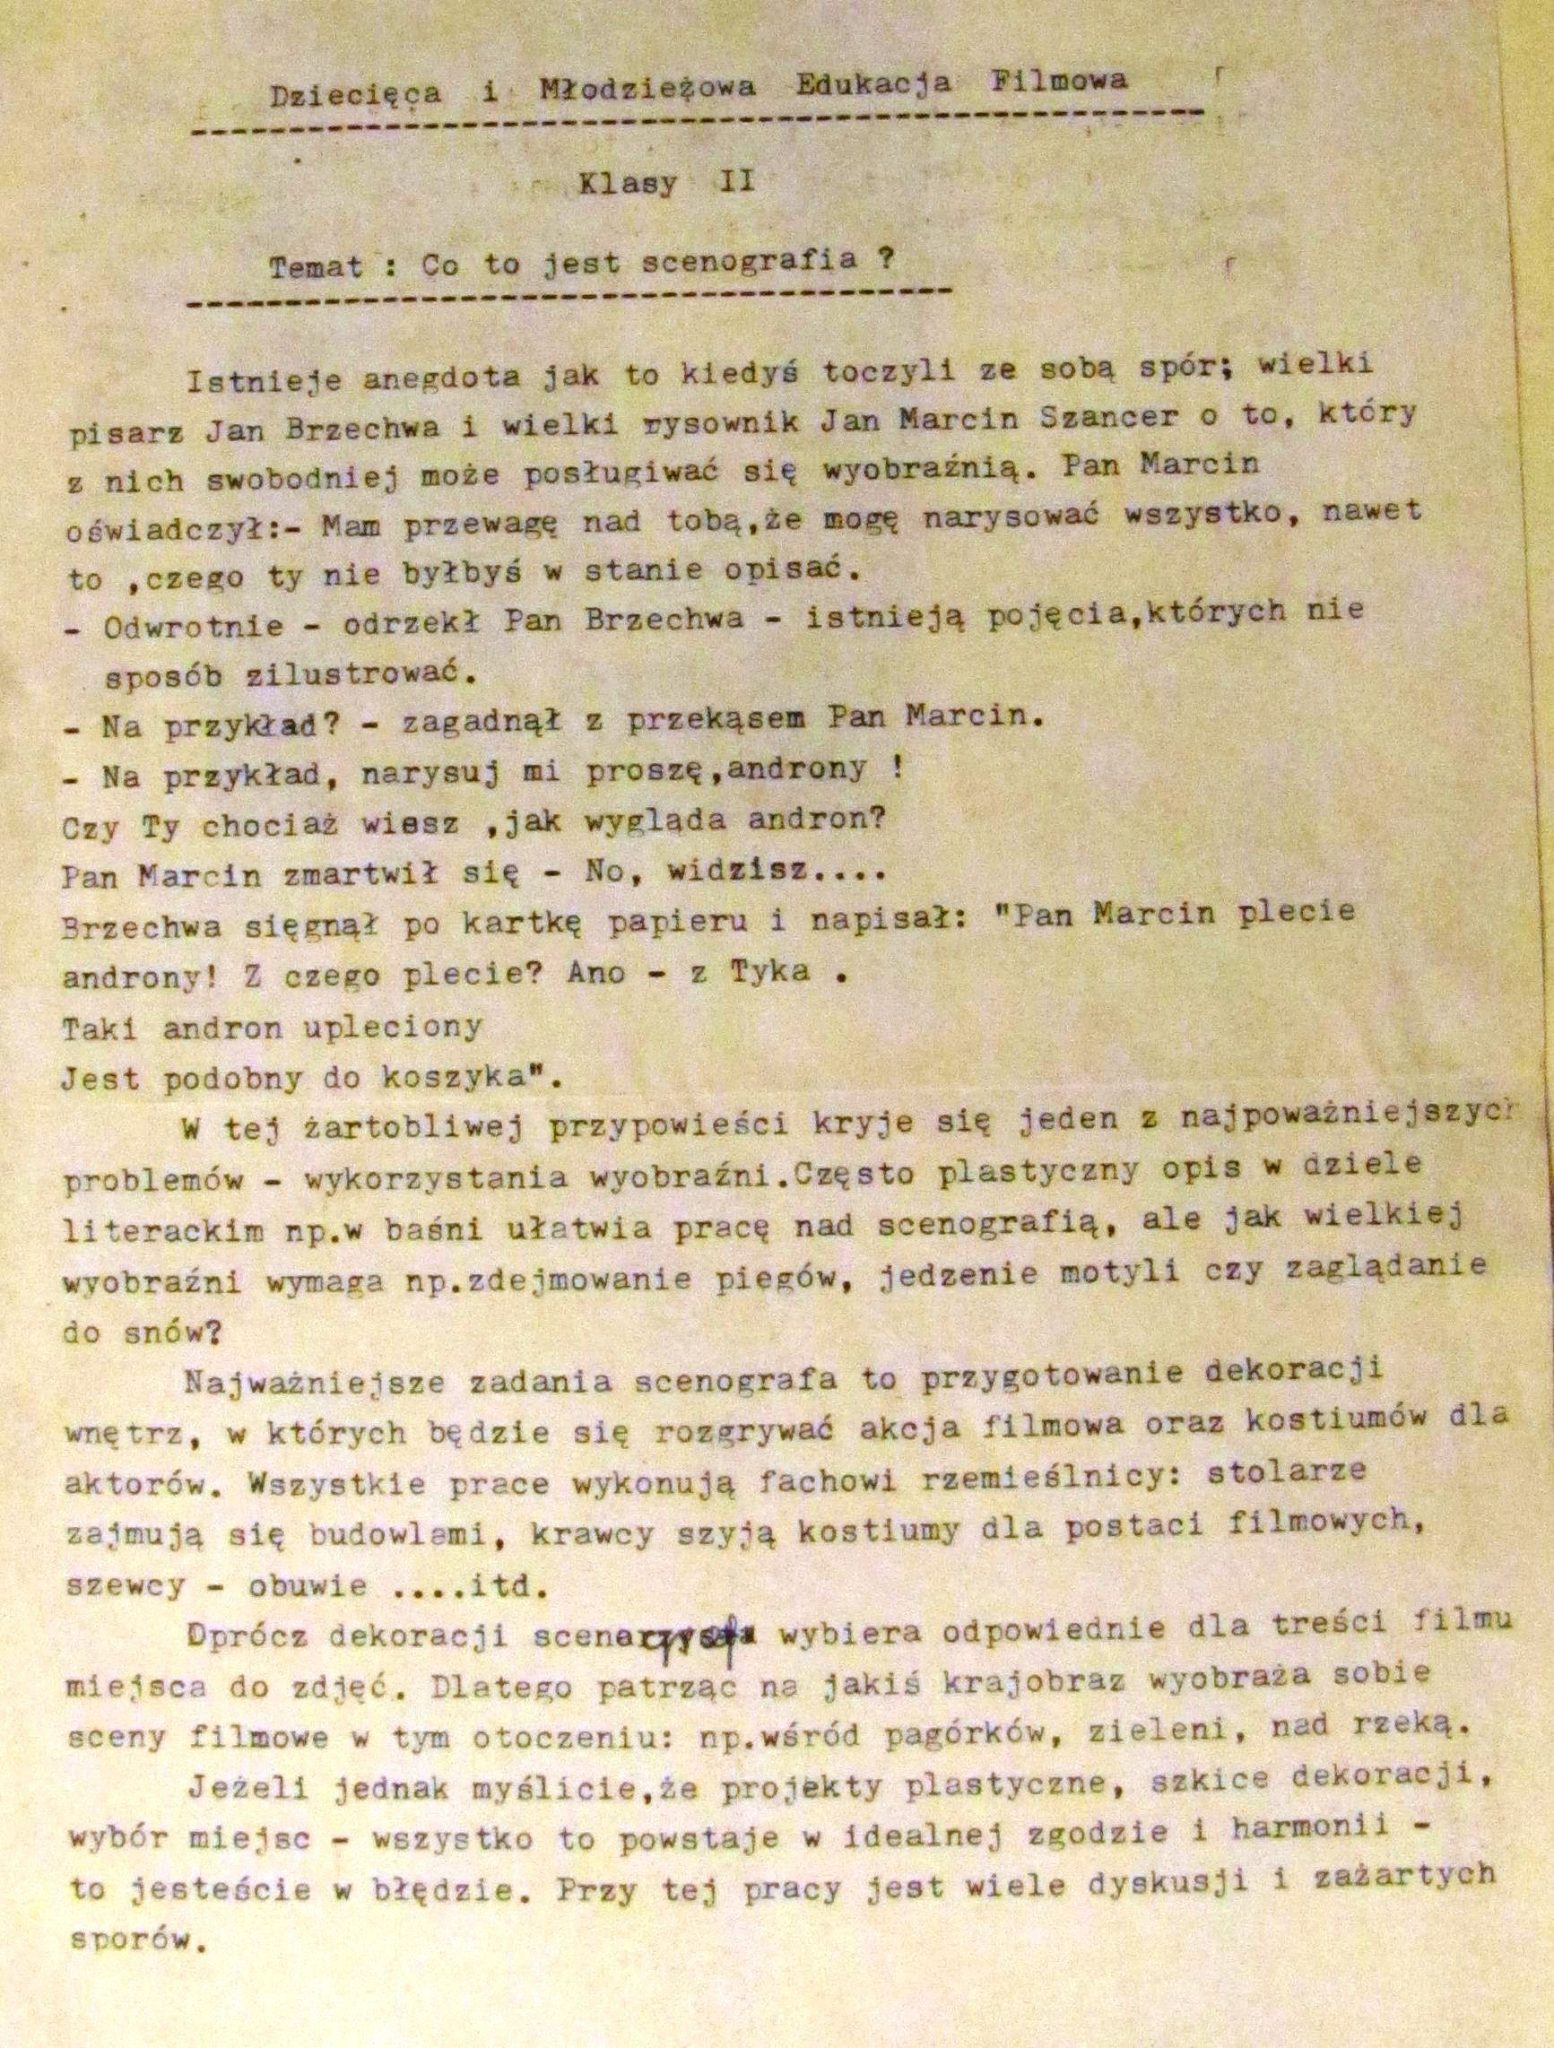 Dziecięca i Młodzieżowa Edukacja Filmowa
Klasy II
Temat : Co to jest scenografia ?
Istnieje anegdota jak to kiedyś toczyli ze sobą spór; wielki
pisarz Jan Brzechwa i wielki rysownik Jan Marcin Szancer o to, który
z nich swobodniej może posługiwać się wyobraźnią. Pan Marcin
oświadczył:- Mam przewagę nad tobą,że mogę narysować wszystko, nawet
to ,czego ty nie byłbyś w stanie opisać.
- Odwrotnie - odrzekł Pan Brzechwa - istnieją pojęcia,których nie
sposób zilustrować.
- Na przykład? - zagadnął z przekąsem Pan Marcin.
- Na przykład, narysuj mi proszę,androny !
Czy Ty chociaż wiesz ,jak wygląda andron?
Pan Marcin zmartwił się - No, widzisz....
Brzechwa sięgnął po kartkę papieru i napisał: "Pan Marcin plecie
androny! Z czego plecie? Ano - z Tyka .
Taki andron upleciony
Jest podobny do koszyka".
W tej żartobliwej przypowieści kryje się jeden z najpoważniejszych
problemów - wykorzystania wyobraźni.Często plastyczny opis w dziele
literackim np.w baśni ułatwia pracę nad scenografią, ale jak wielkiej
wyobraźni wymaga np.zdejmowanie piegów, jedzenie motyli czy zaglądanie
do snów?
Najważniejsze zadania scenografa to przygotowanie dekoracji
wnętrz, w których będzie się rozgrywać akcja filmowa oraz kostiumów dla
aktorów. Wszystkie prace wykonują fachowi rzemieślnicy: stolarze
zajmują się budowlami, krawcy szyją kostiumy dla postaci filmowych,
szewcy - obuwie ....itd.
Oprócz dekoracji wybiera odpowiednie dla treści filmu
miejsca do zdjęć. Dlatego patrząc na jakiś krajobraz wyobraża sobie
sceny filmowe w tym otoczeniu: np.wśród pagórków, zieleni, nad rzeką.
Jeżeli jednak myślicie,że projekty plastyczne, szkice dekoracji,
wybór miejsc - wszystko to powstaje w idealnej zgodzie i harmonii -
to jesteście w błędzie. Przy tej pracy jest wiele dyskusji i zażartych
sporów.